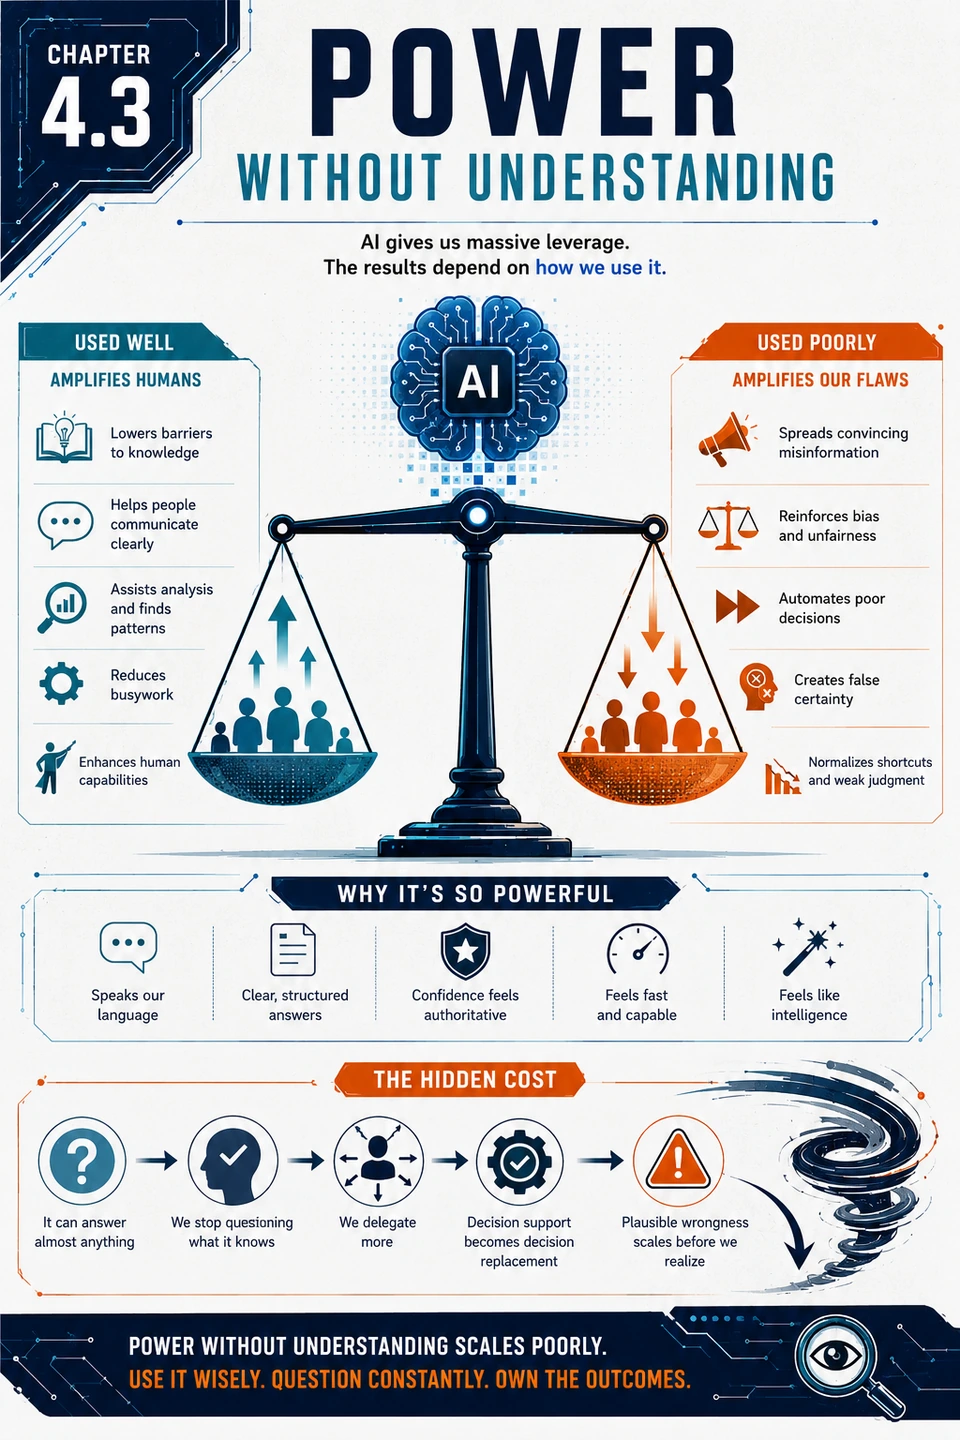 CHAPTER
4.3
POWER
WITHOUT UNDERSTANDING
AI gives us massive leverage.
The results depend on how we use it.
AI
USED WELL
AMPLIFIES HUMANS
Lowers barriers
to knowledge
Helps people
communicate
clearly
Assists analysis
and finds
patterns
Reduces
busywork
Enhances human
capabilities
USED POORLY
AMPLIFIES OUR FLAWS
Spreads convincing
misinformation
Reinforces bias
and unfairness
Automates poor
decisions
Creates false
certainty
Normalizes shortcuts
and weak judgment
WHY IT'S SO POWERFUL
Speaks our
language
Clear, structured
answers
Confidence feels
authoritative
Feels fast
and capable
Feels like
intelligence
THE HIDDEN COST
It can answer
almost anything
We stop quesioning
what it knows
We delegate
more
Decision support
becomes decision
replacement
Plausible wrongness
scales before we
realize
POWER WITHOUT UNDERSTANDING SCALES POORLY.
USE IT WISELY. QUESTION CONSTANTLY. OWN THE OUTCOMES.